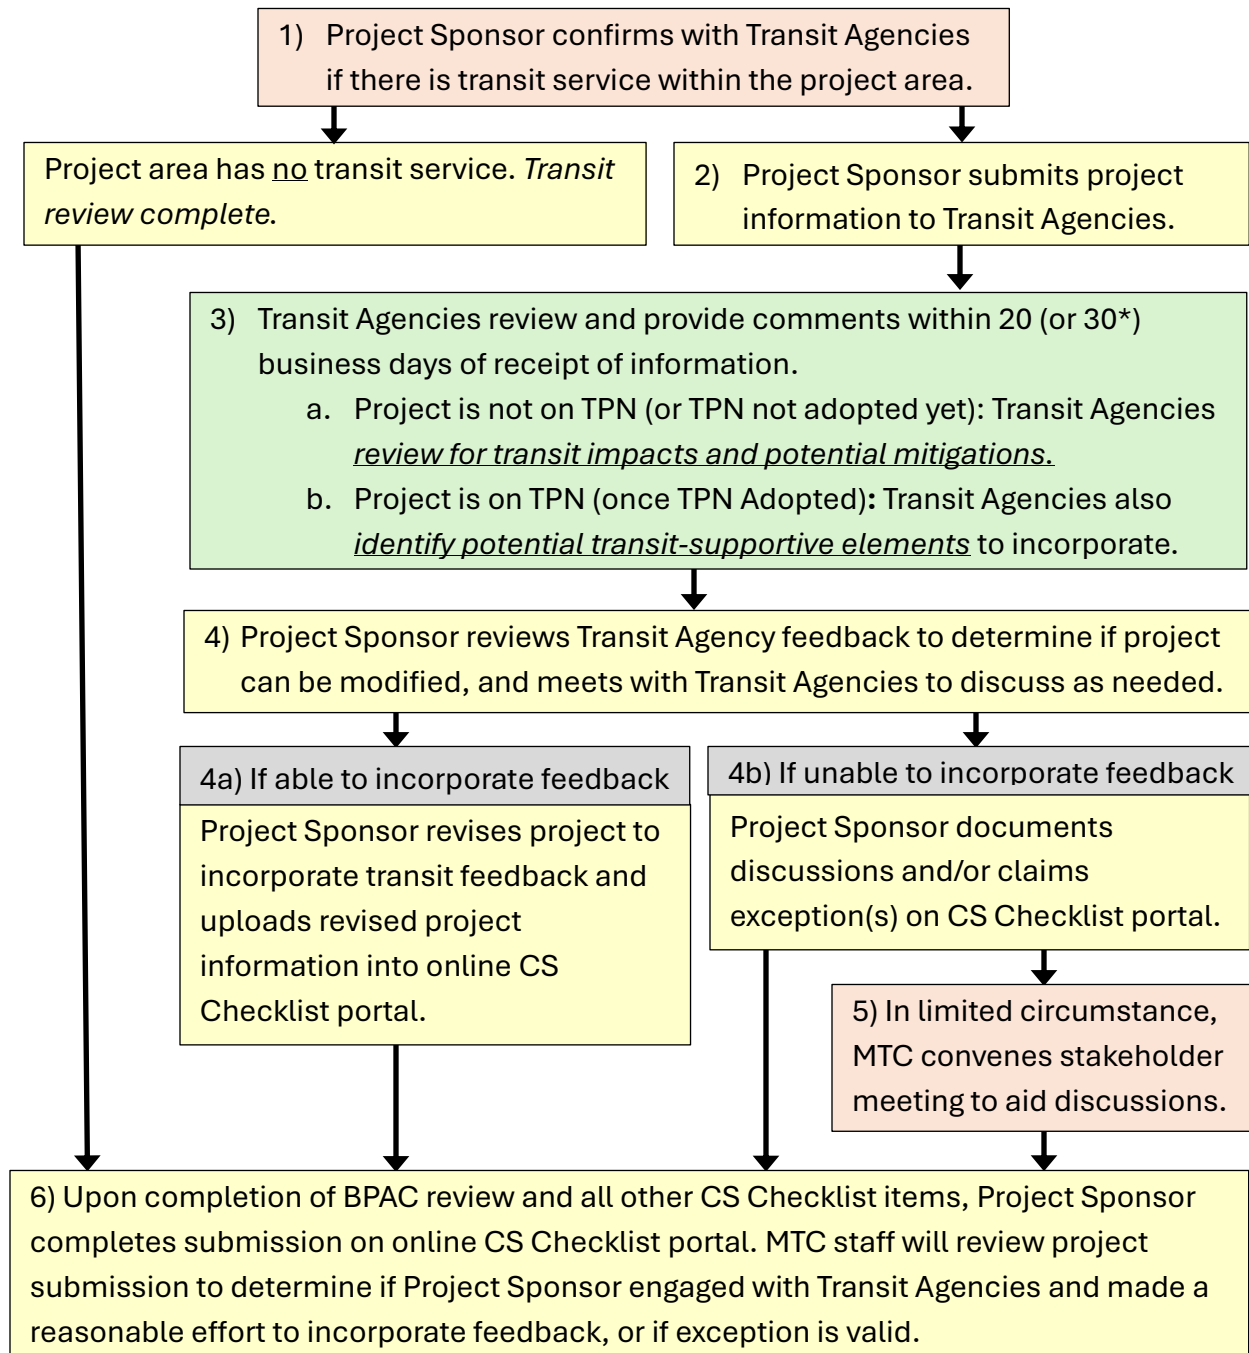 1) Project Sponsor confirms with Transit Agencies
if there is transit service within the project area.
Project area has no transit service. Transit
review complete.
2) Project Sponsor submits project
information to Transit Agencies.
3) Transit Agencies review and provide comments within 20 (or 30*)
business days of receipt of information.
a. Project is not on TPN (or TPN not adopted yet): Transit Agencies
review for transit impacts and potential mitigations.
b. Project is on TPN (once TPN Adopted): Transit Agencies also
identify potential transit-supportive elements to incorporate.
4) Project Sponsor reviews Transit Agency feedback to determine if project
can be modified, and meets with Transit Agencies to discuss as needed.
4a) If able to incorporate feedback
Project Sponsor revises project to
incorporate transit feedback and
uploads revised project
information into online CS
Checklist portal.
4b) If unable to incorporate feedback
Project Sponsor documents
discussions and/or claims
exception(s) on CS Checklist portal.
5) In limited circumstance,
MTC convenes stakeholder
meeting to aid discussions.
6) Upon completion of BPAC review and all other CS Checklist items, Project Sponsor
completes submission on online CS Checklist portal. MTC staff will review project
submission to determine if Project Sponsor engaged with Transit Agencies and made a
reasonable effort to incorporate feedback, or if exception is valid.